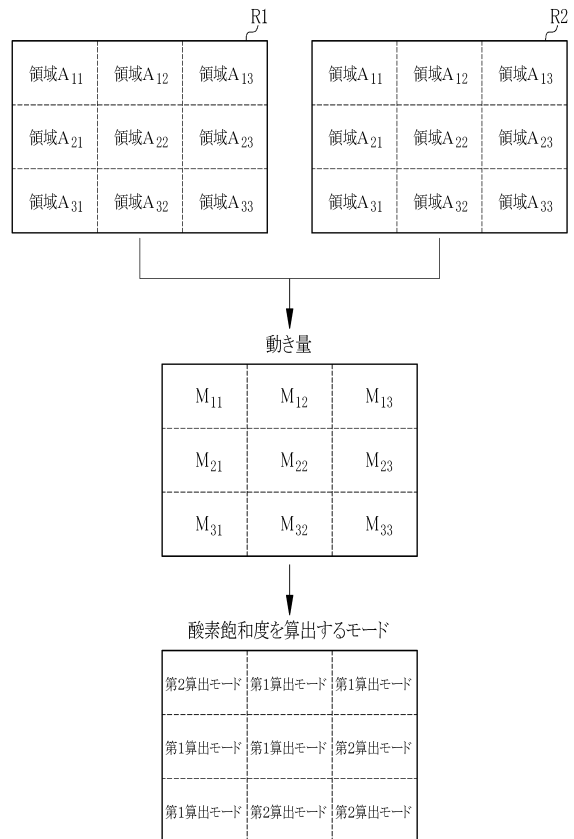 R1 R2
領域A11 領域A12 領域A13 領域A11 領域A12 領域A13
領域A21 領域A22 領域A23 領域A21 領域A22 領域A23
領域A31 領域A32 領域A33 領域A31 領域A32 領域A33
動き量
M11 M12 M13
M21 M22 M23
M31 M32 M33
酸素飽和度を算出するモード
第2算出モード 第1算出モード 第1算出モード
第1算出モード 第1算出モード 第2算出モード
第1算出モード 第2算出モード 第2算出モード